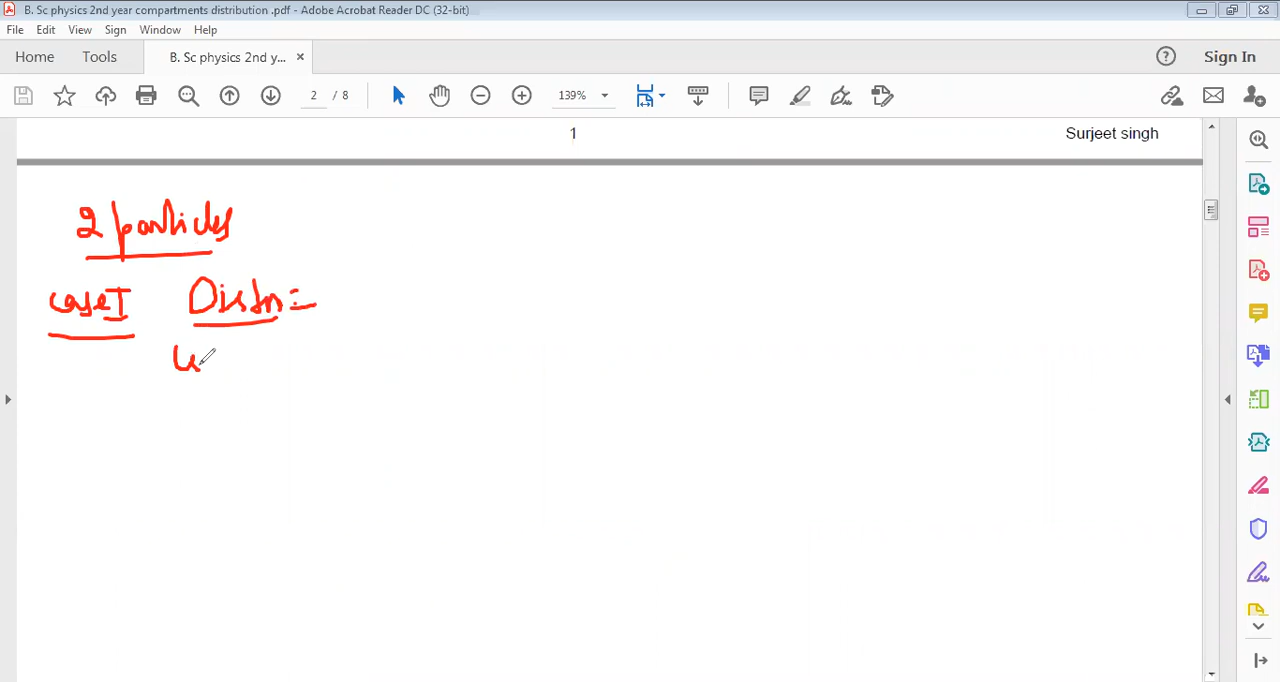 B. Sc physics 2nd year compartments distribution .pdf - Adobe Acrobat Reader DC (32-bit)
File Edit View Sign Window Help
Home Tools B. Sc physics 2nd y... × Sign In
2 / 8 139%
1 Surjeet singh
2 particles
case I Distn :-